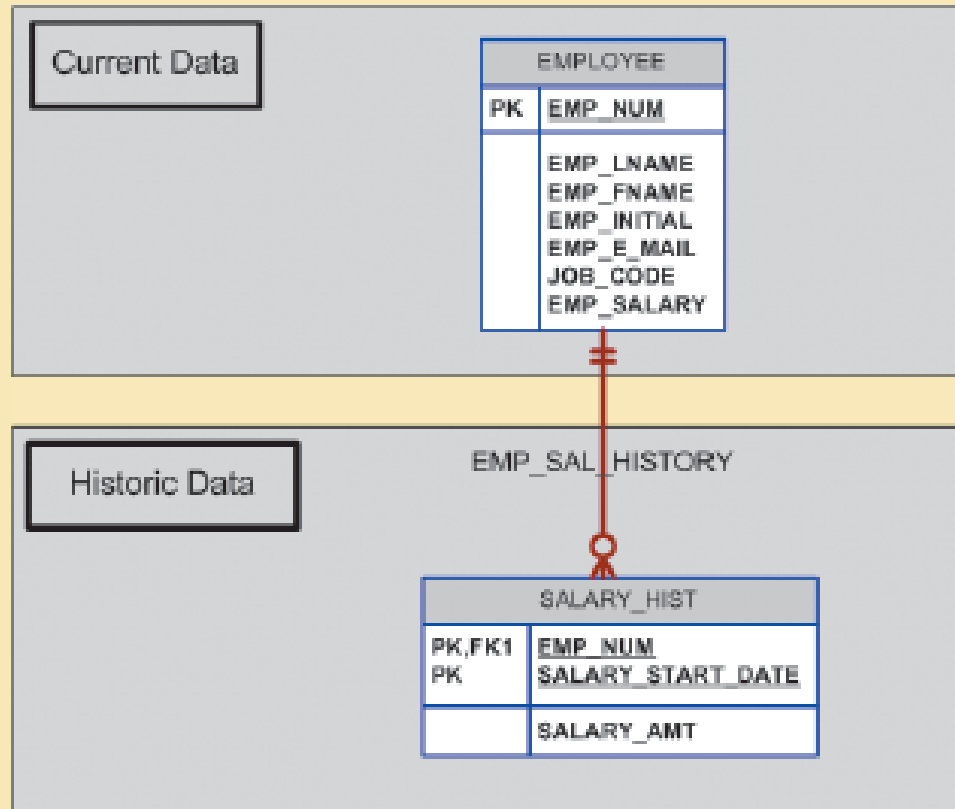 Current Data
EMPLOYEE
PK EMP_NUM
EMP_LNAME
EMP_FNAME
EMP_INITIAL
EMP_E_MAIL
JOB_CODE
EMP_SALARY
Historic Data
EMP_SAL_HISTORY
SALARY_HIST
PK,FK1 EMP_NUM
PK SALARY_START_DATE
SALARY_AMT